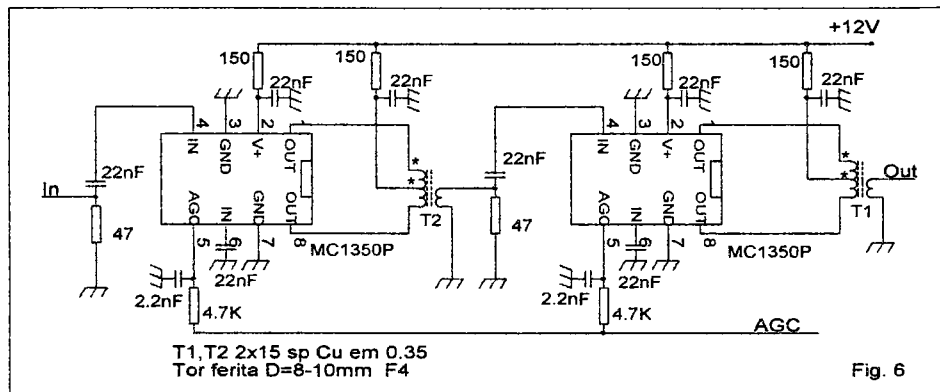 +12V
150 150 150 150
22nF 22nF 22nF 22nF
4 3 2 4 3 2
IN GND V+ OUT IN GND V+ OUT
22nF 22nF
In * * * * Out
AGC IN GND OUT T2 AGC IN GND OUT T1
47 5 6 7 8 47 5 6 7 8
MC1350P MC1350P
22nF 22nF
2.2nF 2.2nF
4.7K 4.7K
AGC
T1,T2 2x15 sp Cu em 0.35
Tor ferita D=8-10mm F4
Fig. 6